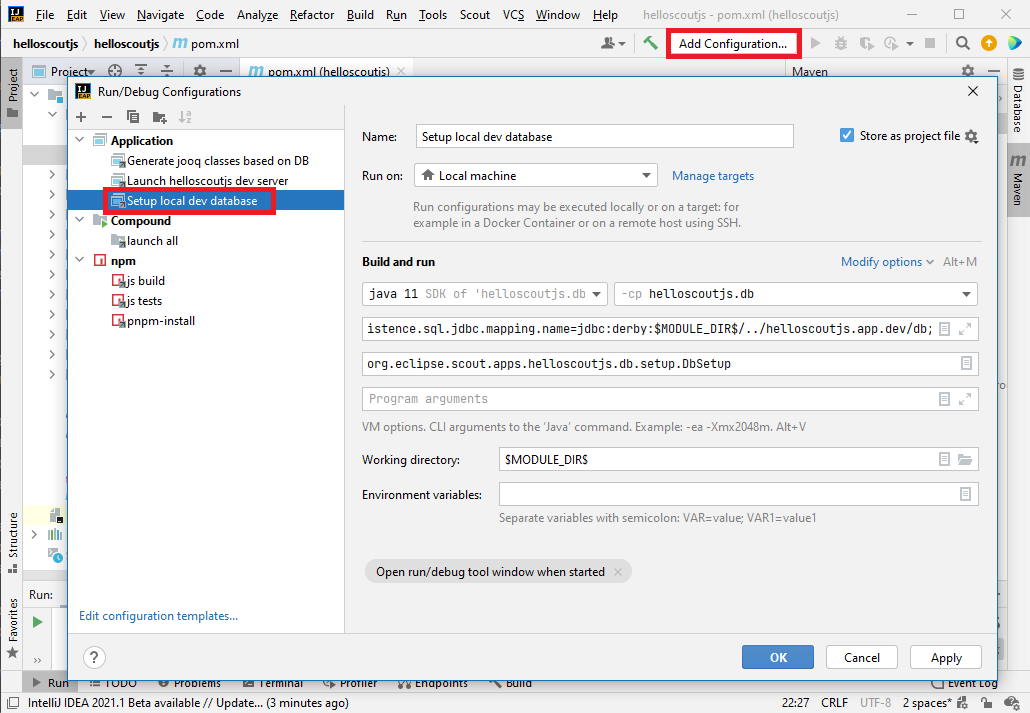 File Edit View Navigate Code Analyze Refactor Build Run Tools Scout VCS Window Help helloscoutjs - pom.xml (helloscoutjs)
helloscoutjs helloscoutjs m pom.xml Add Configuration...
Project m pom.xml (helloscoutjs) Maven
Run/Debug Configurations
Application
Generate jooq classes based on DB
Launch helloscoutjs dev server
Setup local dev database
Compound
launch all
npm
js build
js tests
pnpm-install
Edit configuration templates...
Name: Setup local dev database Store as project file
Run on: Local machine Manage targets
Run configurations may be executed locally or on a target: for
example in a Docker Container or on a remote host using SSH.
Build and run Modify options Alt+M
java 11 SDK of 'helloscoutjs.db -cp helloscoutjs.db
istence.sql.jdbc.mapping.name=jdbc:derby:$MODULE_DIR$/../helloscoutjs.app.dev/db;
org.eclipse.scout.apps.helloscoutjs.db.setup.DbSetup
Program arguments
VM options. CLI arguments to the 'Java' command. Example: -ea -Xmx2048m. Alt+V
Working directory: $MODULE_DIR$
Environment variables:
Separate variables with semicolon: VAR=value; VAR1=value1
Open run/debug tool window when started
? OK Cancel Apply
Project
Structure
Favorites
Database
m Maven
Run:
Run TODO Problems Terminal Profiler Endpoints Build Event Log
IntelliJ IDEA 2021.1 Beta available // Update... (3 minutes ago) 22:27 CRLF UTF-8 2 spaces*